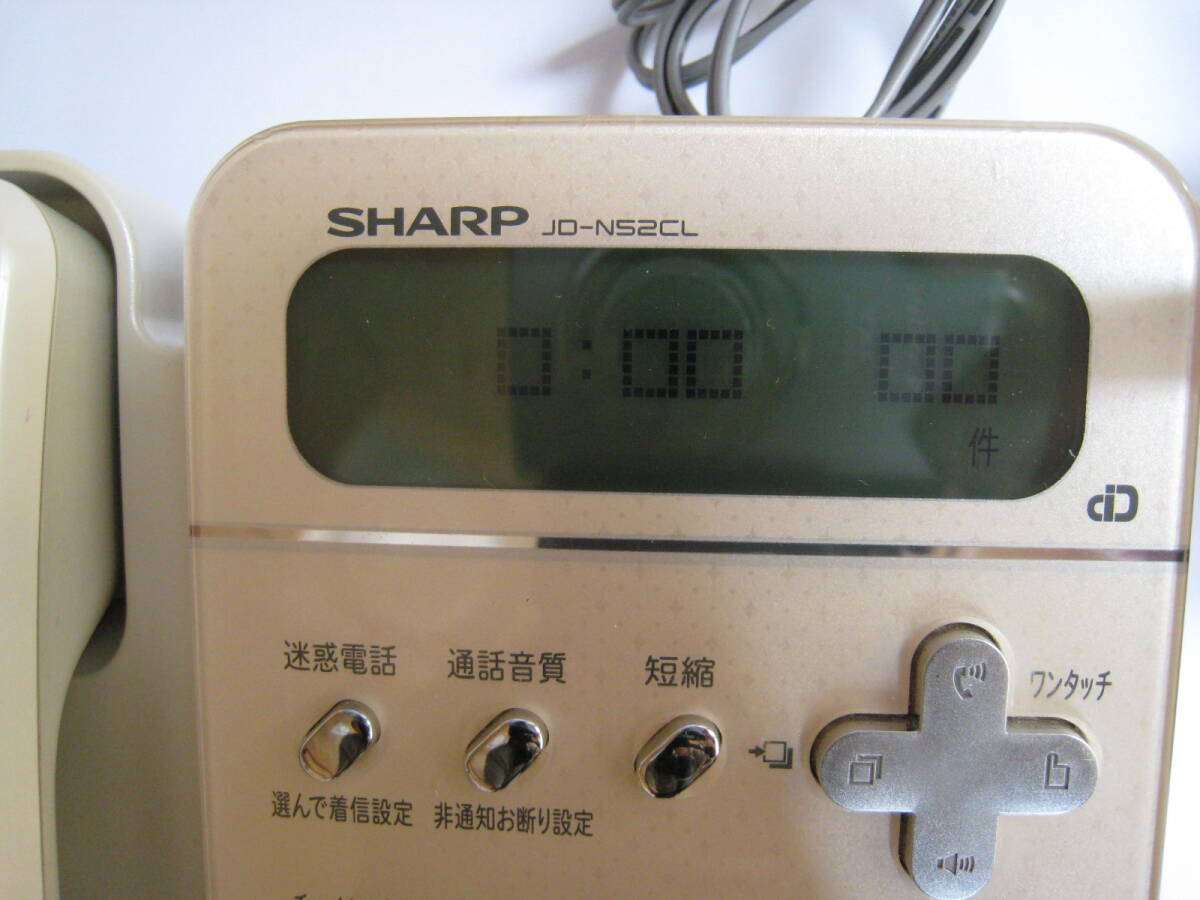 SHARP JD-N52CL
0:00 00
件
迷惑電話 通話音質 短縮
ワンタッチ
選んで着信設定 非通知お断り設定